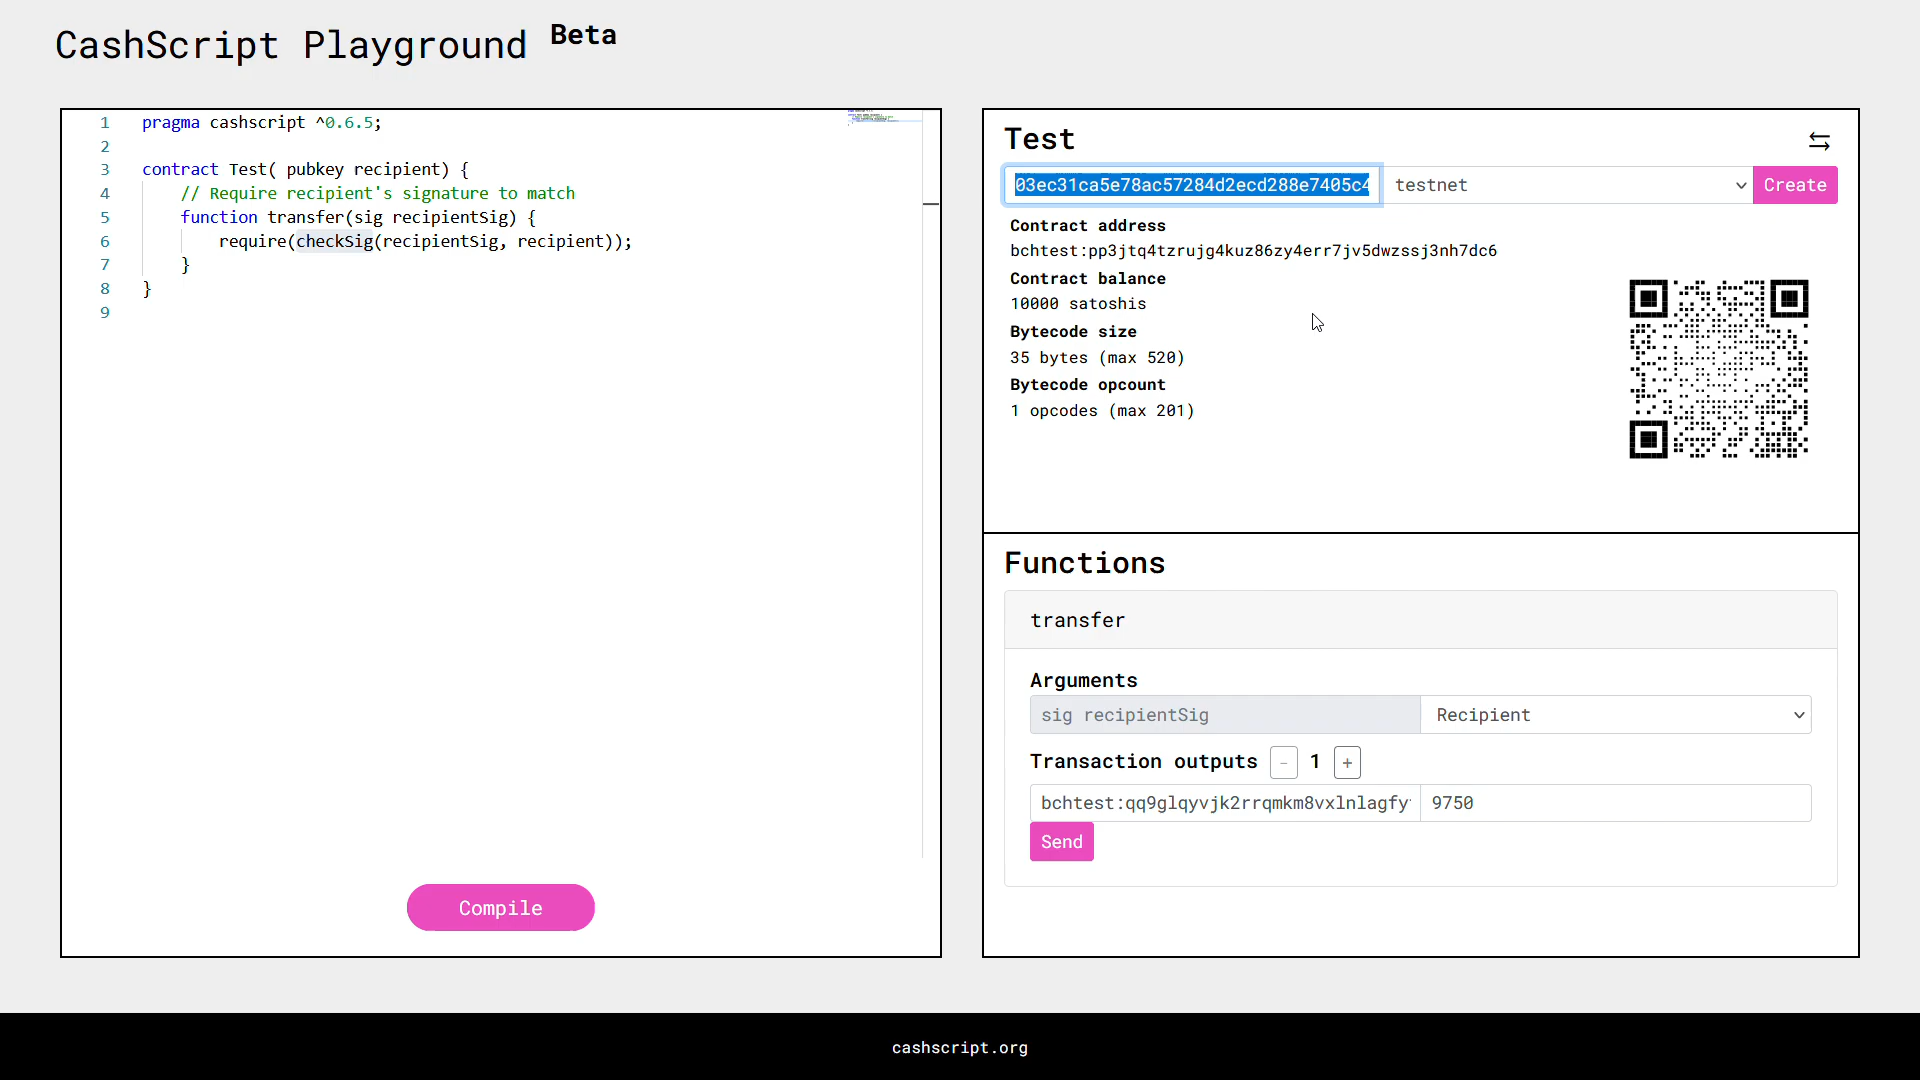 CashScript Playground Beta
1 pragma cashscript ^0.6.5;
2
3 contract Test( pubkey recipient) {
4 // Require recipient's signature to match
5 function transfer(sig recipientSig) {
6 require(checkSig(recipientSig, recipient));
7 }
8 }
9
Compile
Test
03ec31ca5e78ac57284d2ecd288e7405c4
testnet
Create
Contract address
bchtest:pp3jtq4tzrujg4kuz86zy4err7jv5dwzssj3nh7dc6
Contract balance
10000 satoshis
Bytecode size
35 bytes (max 520)
Bytecode opcount
1 opcodes (max 201)
Functions
transfer
Arguments
sig recipientSig
Recipient
Transaction outputs - 1 +
bchtest:qq9glqyvjk2rrqmkm8vxlnlagfy
9750
Send
cashscript.org